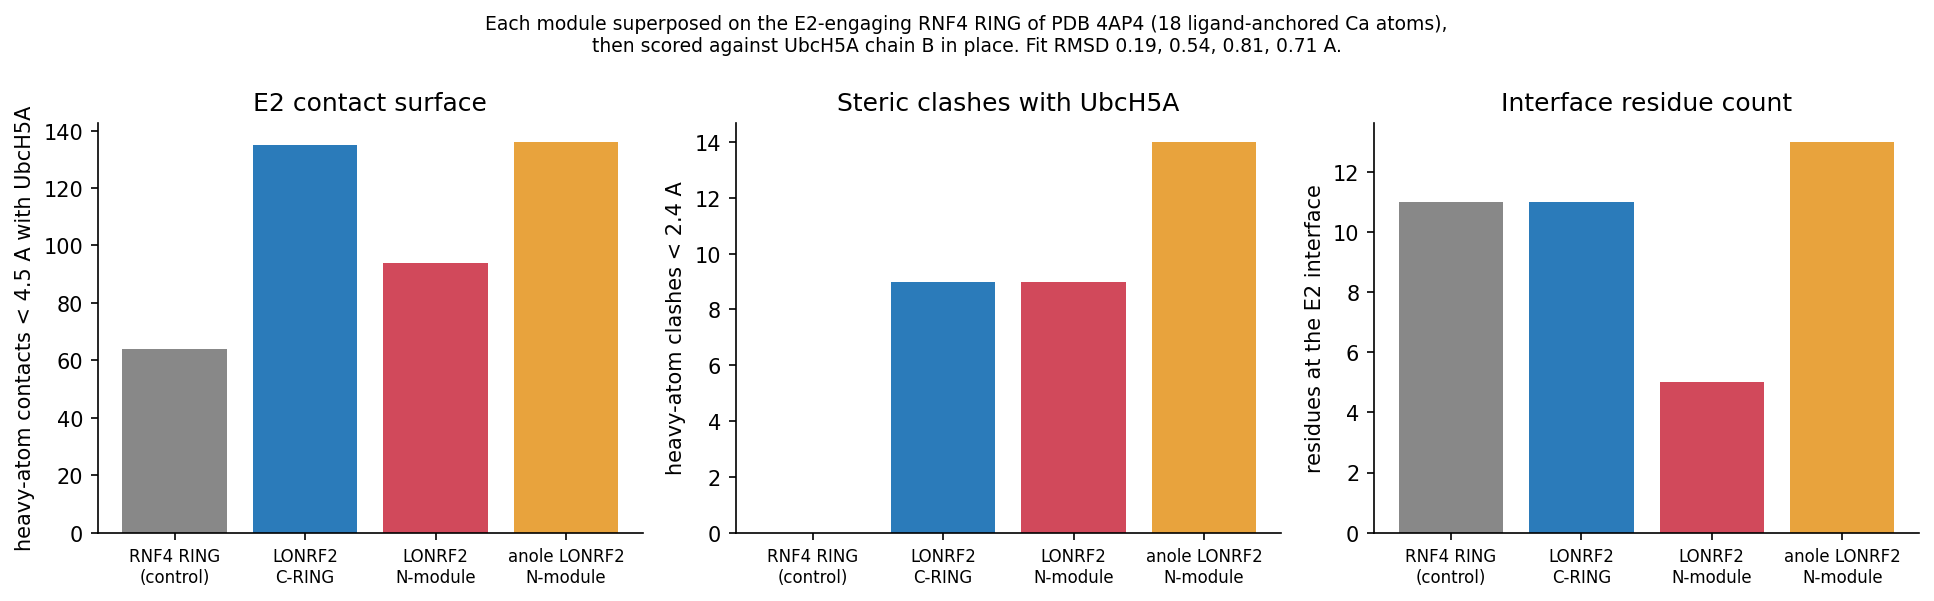 Each module superposed on the E2-engaging RNF4 RING of PDB 4AP4 (18 ligand-anchored Ca atoms),
then scored against UbcH5A chain B in place. Fit RMSD 0.19, 0.54, 0.81, 0.71 A.
E2 contact surface
heavy-atom contacts < 4.5 A with UbcH5A
140
120
100
80
60
40
20
0
RNF4 RING
(control)
LONRF2
C-RING
LONRF2
N-module
anole LONRF2
N-module
Steric clashes with UbcH5A
heavy-atom clashes < 2.4 A
14
12
10
8
6
4
2
0
RNF4 RING
(control)
LONRF2
C-RING
LONRF2
N-module
anole LONRF2
N-module
Interface residue count
residues at the E2 interface
12
10
8
6
4
2
0
RNF4 RING
(control)
LONRF2
C-RING
LONRF2
N-module
anole LONRF2
N-module